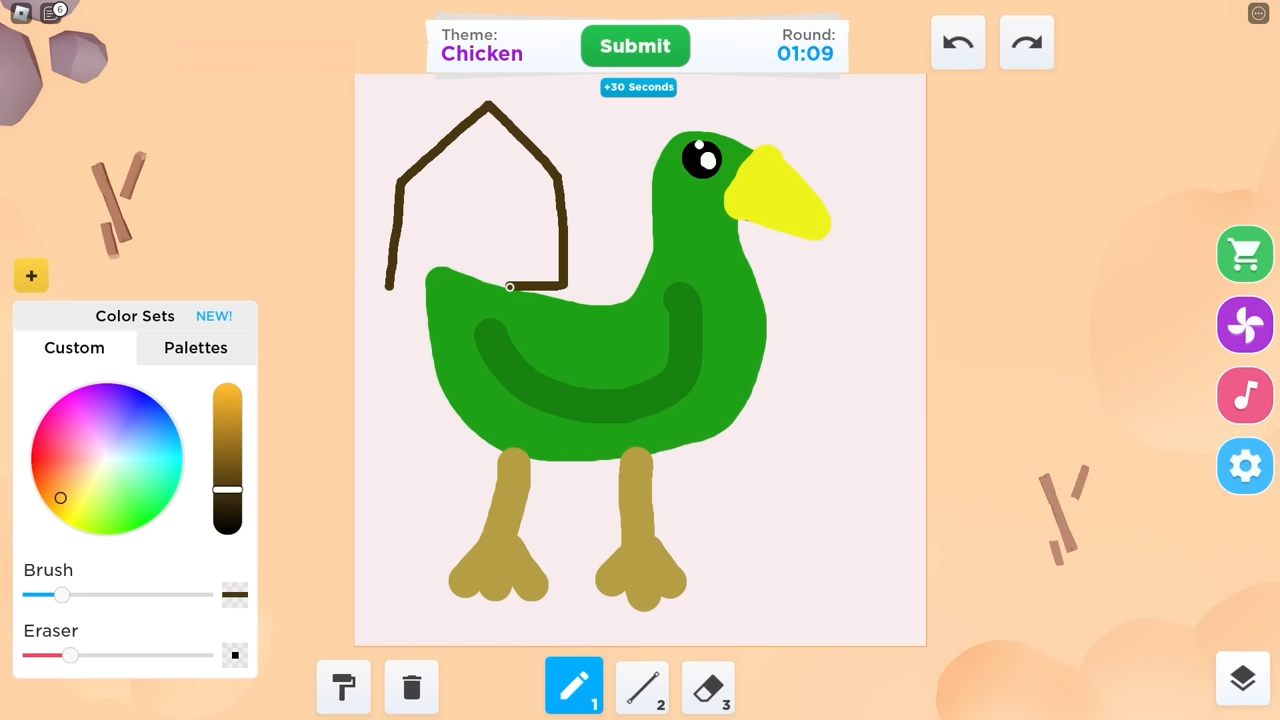 6
Theme:
Chicken
Submit
Round:
01:09
+30 Seconds
+
Color Sets NEW!
Custom Palettes
Brush
Eraser
1
2
3